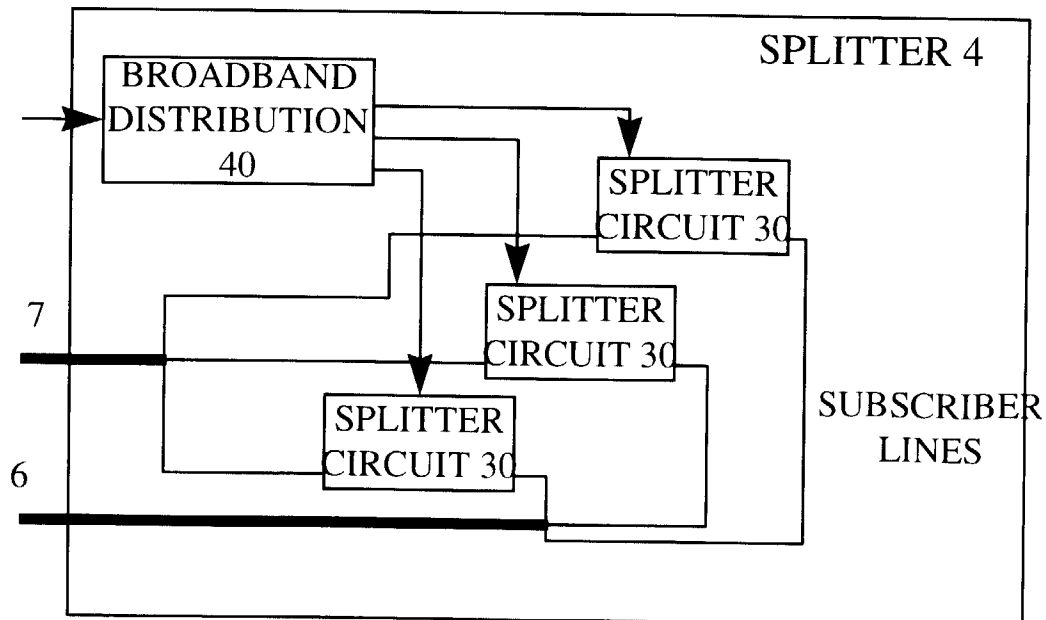 SPLITTER 4
BROADBAND
DISTRIBUTION
40
SPLITTER
CIRCUIT 30
7
SPLITTER
CIRCUIT 30
SPLITTER
CIRCUIT 30
SUBSCRIBER
LINES
6